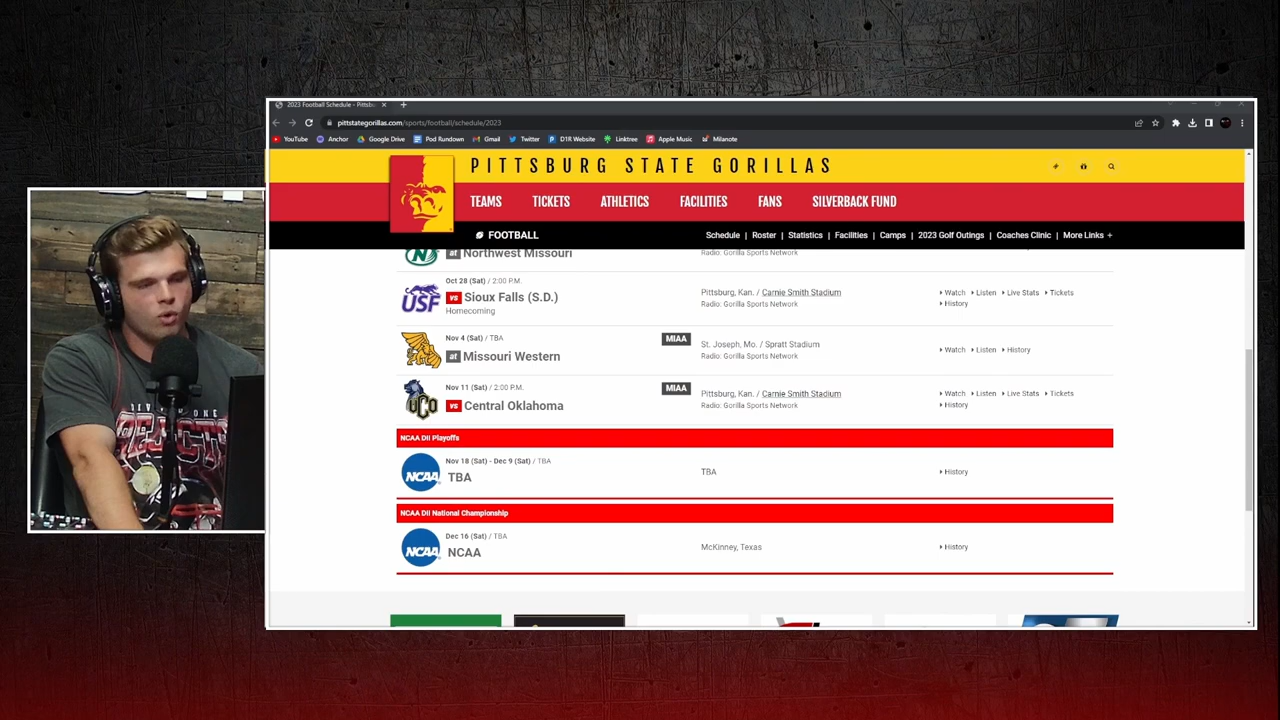 2023 Football Schedule - Pittsbu
pittstategorillas.com/sports/football/schedule/2023
YouTube Anchor Google Drive Pod Rundown Gmail Twitter D1R Website Linktree Apple Music Milanote
PITTSBURG STATE GORILLAS
TEAMS TICKETS ATHLETICS FACILITIES FANS SILVERBACK FUND
FOOTBALL
Schedule | Roster | Statistics | Facilities | Camps | 2023 Golf Outings | Coaches Clinic | More Links +
N at Northwest Missouri
Radio: Gorilla Sports Network
Oct 28 (Sat) / 2:00 P.M.
USF vs Sioux Falls (S.D.)
Homecoming
Pittsburg, Kan. / Carnie Smith Stadium
Radio: Gorilla Sports Network
Watch Listen Live Stats Tickets
History
Nov 4 (Sat) / TBA
at Missouri Western
MIAA
St. Joseph, Mo. / Spratt Stadium
Radio: Gorilla Sports Network
Watch Listen History
Nov 11 (Sat) / 2:00 P.M.
UCO vs Central Oklahoma
MIAA
Pittsburg, Kan. / Carnie Smith Stadium
Radio: Gorilla Sports Network
Watch Listen Live Stats Tickets
History
NCAA DII Playoffs
Nov 18 (Sat) - Dec 9 (Sat) / TBA
NCAA TBA
TBA
History
NCAA DII National Championship
Dec 16 (Sat) / TBA
NCAA NCAA
McKinney, Texas
History